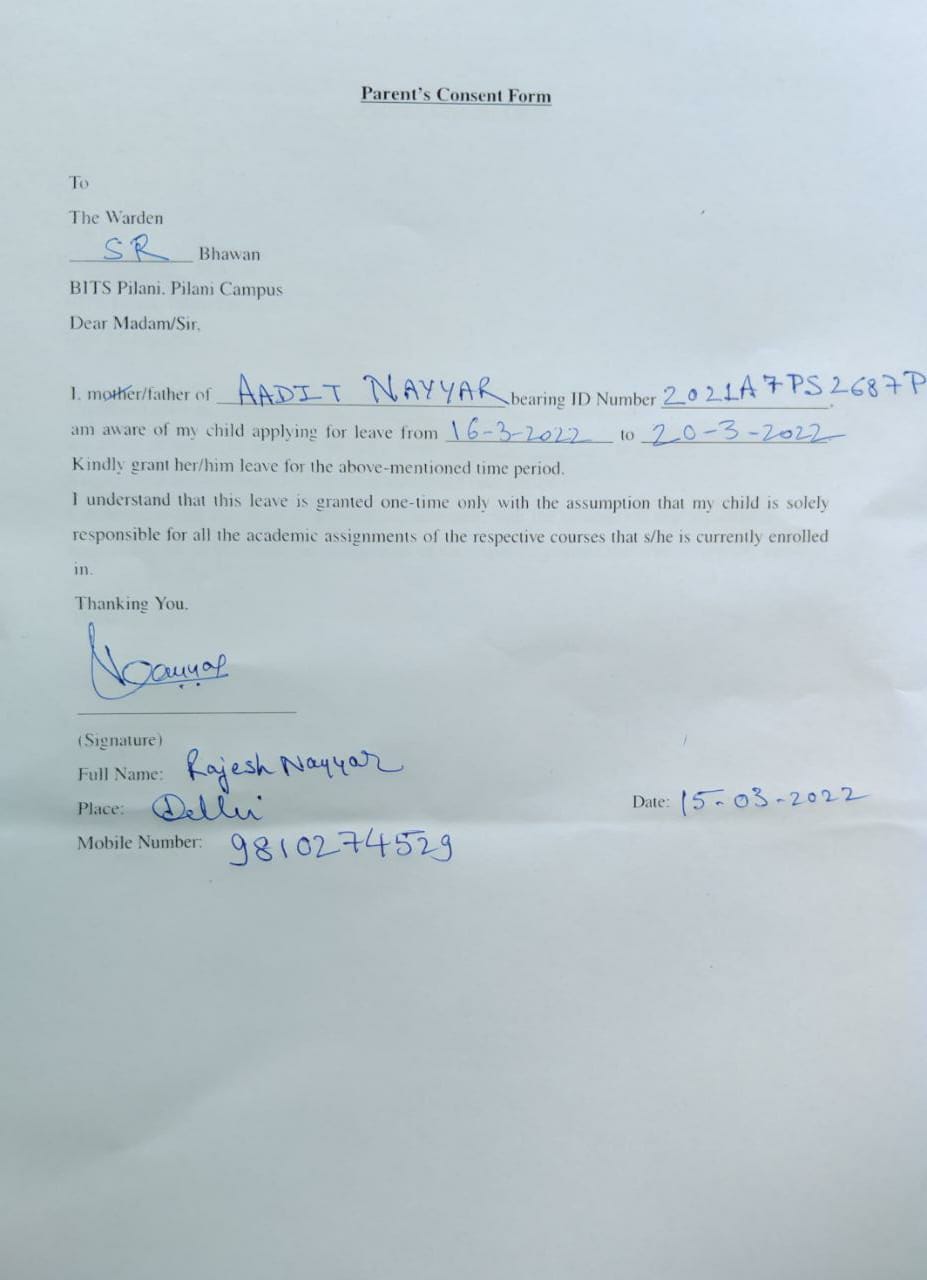 Parent's Consent Form
To
The Warden
SR Bhawan
BITS Pilani. Pilani Campus
Dear Madam/Sir,
I. mother/father of AADIT NAYYAR bearing ID Number 2021A7PS2687P,
am aware of my child applying for leave from 16-3-2022 to 20-3-2022
Kindly grant her/him leave for the above-mentioned time period.
I understand that this leave is granted one-time only with the assumption that my child is solely
responsible for all the academic assignments of the respective courses that s/he is currently enrolled
in.
Thanking You.
Nayyar
(Signature)
Full Name: Rajesh Nayyar
Place: Delhi
Date: 15-03-2022
Mobile Number: 9810274529